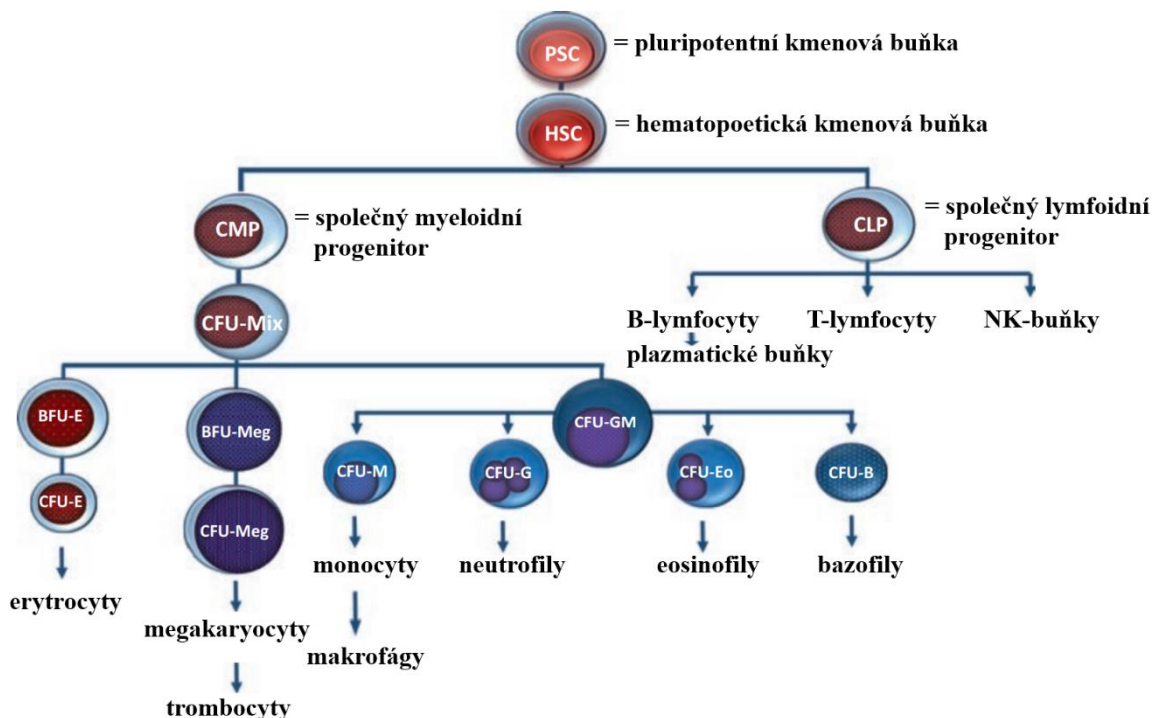 PSC
= pluripotentní kmenová buňka
HSC
= hematopoetická kmenová buňka
CMP
= společný myeloidní
progenitor
CLP
= společný lymfoidní
progenitor
CFU-Mix
B-lymfocyty
T-lymfocyty
NK-buňky
plazmatické buňky
BFU-E
BFU-Meg
CFU-GM
CFU-M
CFU-G
CFU-Eo
CFU-B
CFU-E
CFU-Meg
monocyty
neutrofily
eosinofily
bazofily
erytrocyty
megakaryocyty
makrofágy
trombocyty